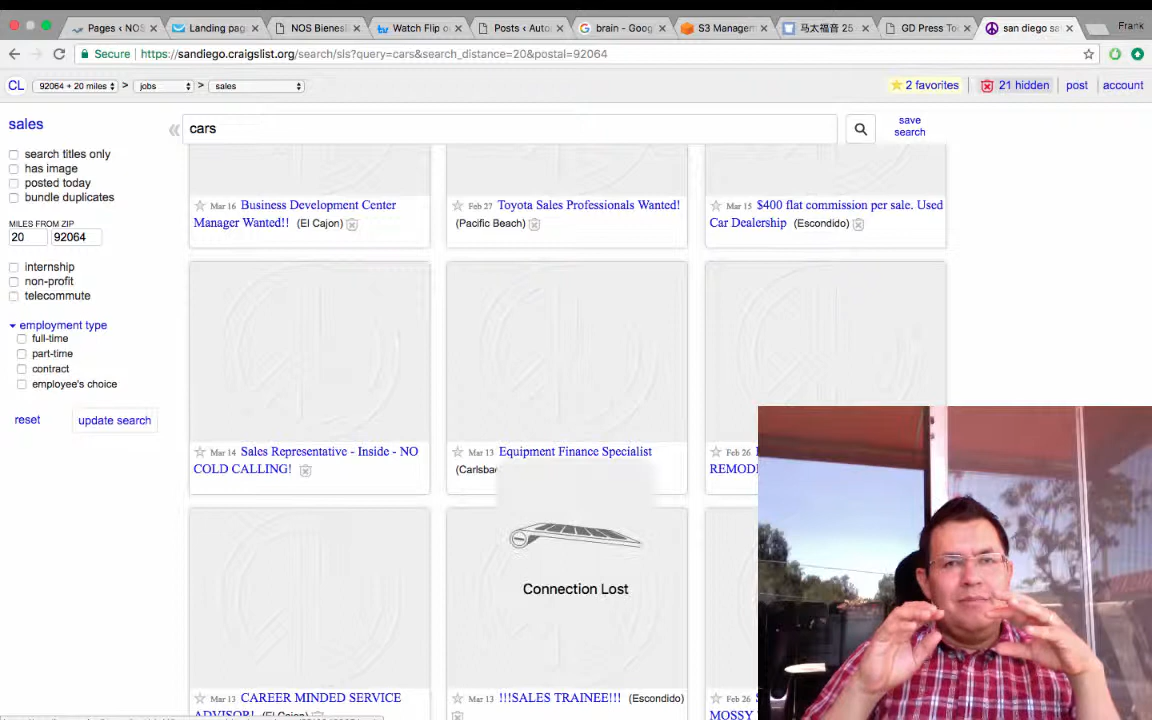 Pages ‹ NOS
Landing pag
NOS Bienesi
Watch Flip o
Posts ‹ Auto
brain - Goog
S3 Managem
马太福音 25
GD Press To
san diego sa
Frank
Secure
https://sandiego.craigslist.org/search/sls?query=cars&search_distance=20&postal=92064
CL
92064 + 20 miles
>
jobs
>
sales
2 favorites
21 hidden
post
account
sales
cars
save
search
search titles only
has image
posted today
bundle duplicates
MILES FROM ZIP
20
92064
internship
non-profit
telecommute
employment type
full-time
part-time
contract
employee's choice
reset
update search
Mar 16 Business Development Center
Manager Wanted!! (El Cajon)
Feb 27 Toyota Sales Professionals Wanted!
(Pacific Beach)
Mar 15 $400 flat commission per sale. Used
Car Dealership (Escondido)
Mar 14 Sales Representative - Inside - NO
COLD CALLING!
Mar 13 Equipment Finance Specialist
(Carlsba
Feb 26
REMOD
Connection Lost
Mar 13 CAREER MINDED SERVICE
ADVISOR! (El Cajon)
Mar 13 !!!SALES TRAINEE!!! (Escondido)
Feb 26
MOSSY